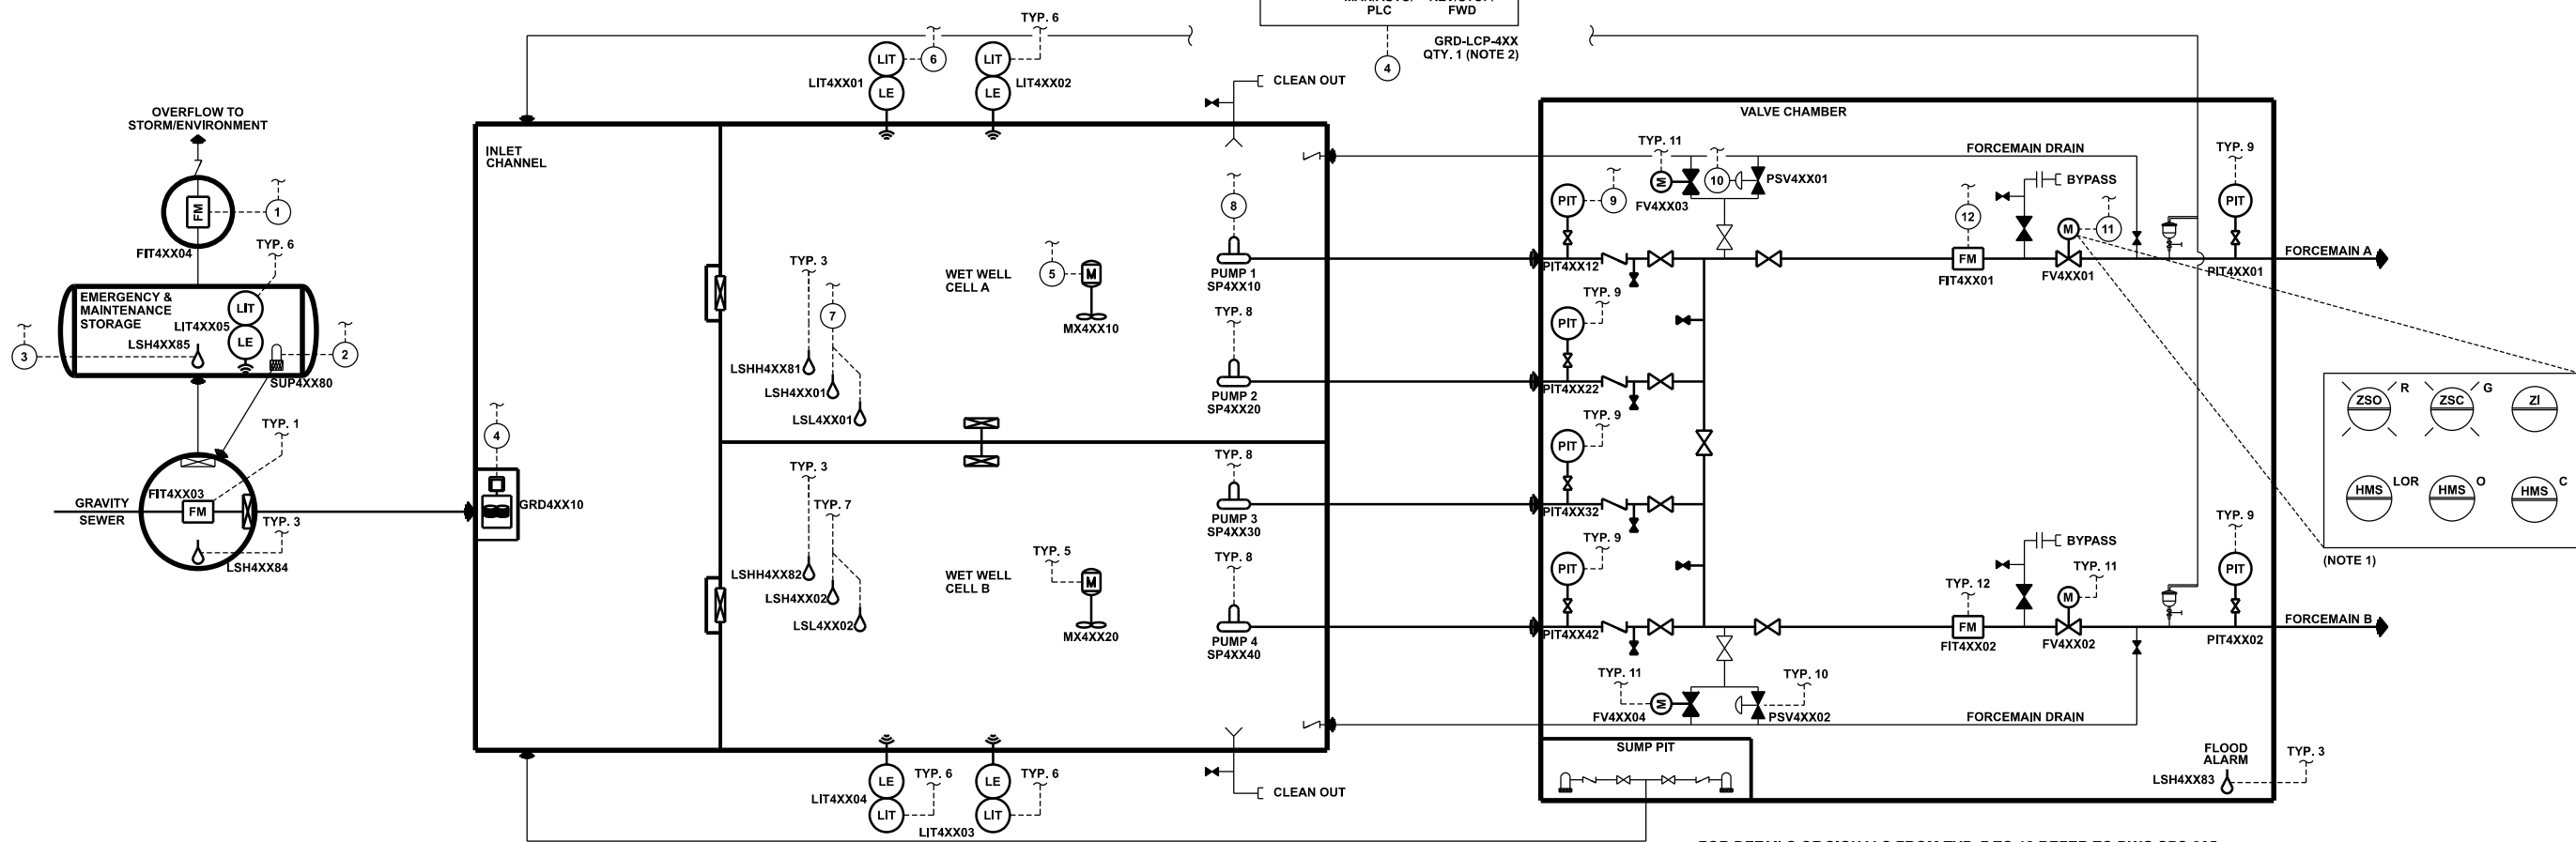 PLC FWD
TYP. 6
GRD-LCP-4XX
QTY. 1 (NOTE 2)
4
LIT
6
LIT
LIT4XX01
LE
LE
LIT4XX02
CLEAN OUT
OVERFLOW TO
STORM/ENVIRONMENT
FM
1
FIT4XX04
TYP. 6
EMERGENCY &
MAINTENANCE
STORAGE
LIT
LIT4XX05
LE
LSH4XX85
3
2
SUP4XX80
TYP. 1
FIT4XX03
GRAVITY
SEWER
FM
TYP. 3
LSH4XX84
INLET
CHANNEL
4
GRD4XX10
TYP. 3
7
LSHH4XX81
LSH4XX01
LSL4XX01
WET WELL
CELL A
5
M
MX4XX10
8
PUMP 1
SP4XX10
TYP. 8
PUMP 2
SP4XX20
TYP. 3
TYP. 7
LSHH4XX82
LSH4XX02
LSL4XX02
WET WELL
CELL B
TYP. 5
M
MX4XX20
TYP. 8
PUMP 3
SP4XX30
TYP. 8
PUMP 4
SP4XX40
LE
TYP. 6
LE
TYP. 6
LIT4XX04
LIT
LIT
LIT4XX03
CLEAN OUT
VALVE CHAMBER
TYP. 11
M
10
PSV4XX01
FV4XX03
FORCEMAIN DRAIN
TYP. 9
PIT
9
12
BYPASS
PIT
M
11
PIT4XX12
FM
FIT4XX01
FV4XX01
PIT4XX01
FORCEMAIN A
TYP. 9
PIT
PIT4XX22
TYP. 9
PIT
PIT4XX32
TYP. 9
PIT
PIT4XX42
ZSO
R
ZSC
G
ZI
HMS
LOR
HMS
O
HMS
C
(NOTE 1)
TYP. 12
BYPASS
TYP. 11
M
TYP. 9
PIT
FM
FIT4XX02
FV4XX02
PIT4XX02
FORCEMAIN B
TYP. 11
M
TYP. 10
FV4XX04
PSV4XX02
FORCEMAIN DRAIN
SUMP PIT
FLOOD
ALARM
TYP. 3
LSH4XX83